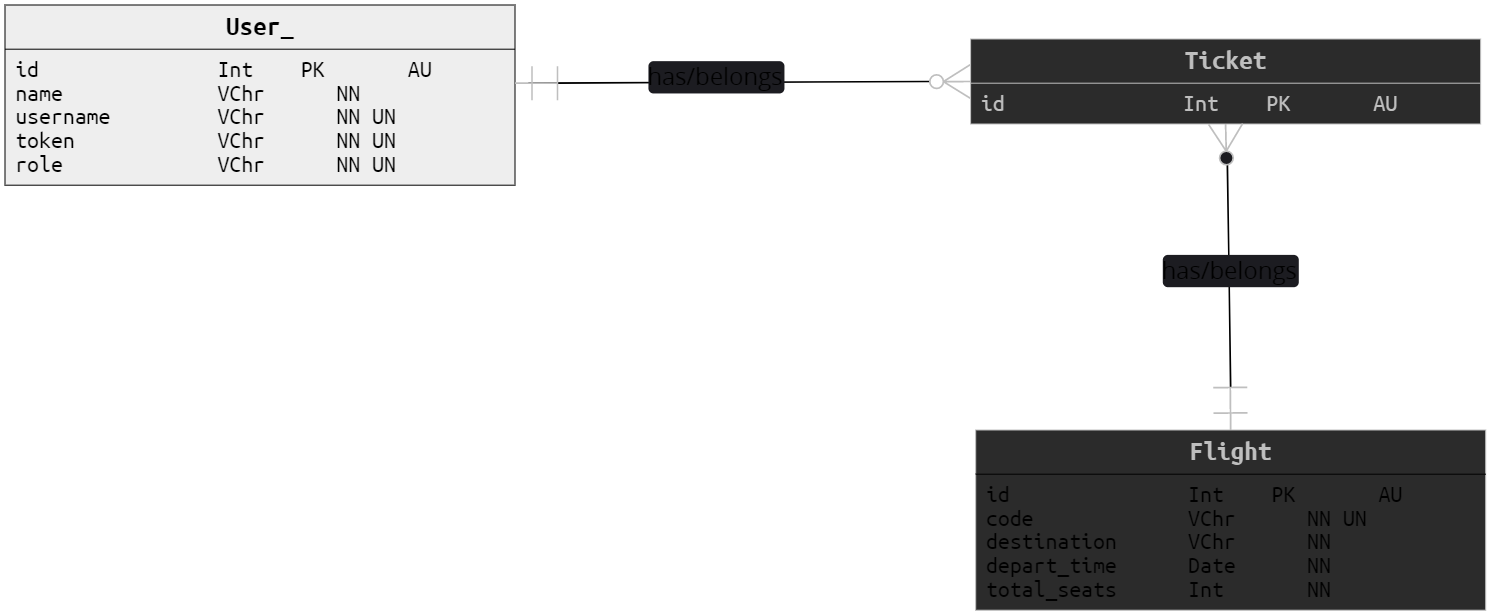 User_
id Int PK AU
name VChr NN
username VChr NN UN
token VChr NN UN
role VChr NN UN
has/belongs
Ticket
id Int PK AU
has/belongs
Flight
id Int PK AU
code VChr NN UN
destination VChr NN
depart_time Date NN
total_seats Int NN